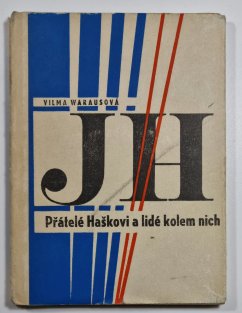 VILMA WARAUSOVÁ
JH
Přátelé Haškovi a lidé kolem nich